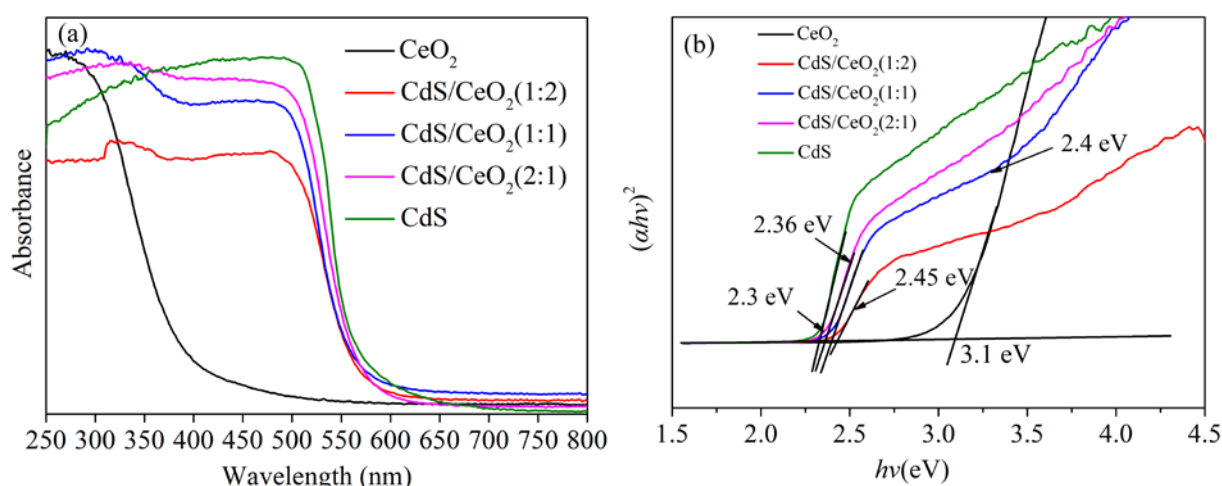 (a)
CeO₂
CdS/CeO₂(1:2)
CdS/CeO₂(1:1)
CdS/CeO₂(2:1)
CdS
Absorbance
250 300 350 400 450 500 550 600 650 700 750 800
Wavelength (nm)
(b)
CeO₂
CdS/CeO₂(1:2)
CdS/CeO₂(1:1)
CdS/CeO₂(2:1)
CdS
2.4 eV
2.36 eV
2.45 eV
2.3 eV
3.1 eV
(αhν)²
1.5 2.0 2.5 3.0 3.5 4.0 4.5
hν(eV)